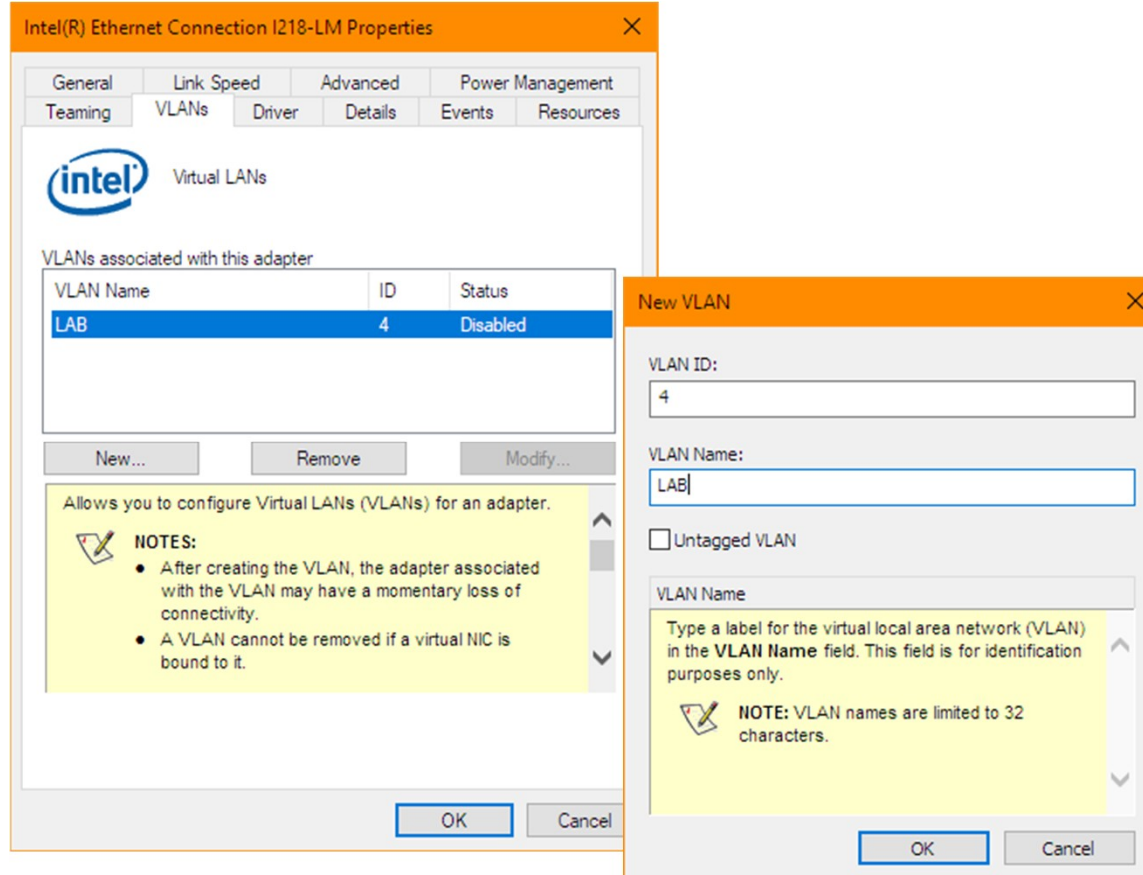 Intel(R) Ethernet Connection I218-LM Properties
General Link Speed Advanced Power Management
Teaming VLANs Driver Details Events Resources
intel
Virtual LANs
VLANs associated with this adapter
VLAN Name ID Status
LAB 4 Disabled
New... Remove Modify...
Allows you to configure Virtual LANs (VLANs) for an adapter.
NOTES:
● After creating the VLAN, the adapter associated
with the VLAN may have a momentary loss of
connectivity.
● A VLAN cannot be removed if a virtual NIC is
bound to it.
OK Cancel
New VLAN
VLAN ID:
4
VLAN Name:
LAB
Untagged VLAN
VLAN Name
Type a label for the virtual local area network (VLAN)
in the VLAN Name field. This field is for identification
purposes only.
NOTE: VLAN names are limited to 32
characters.
OK Cancel